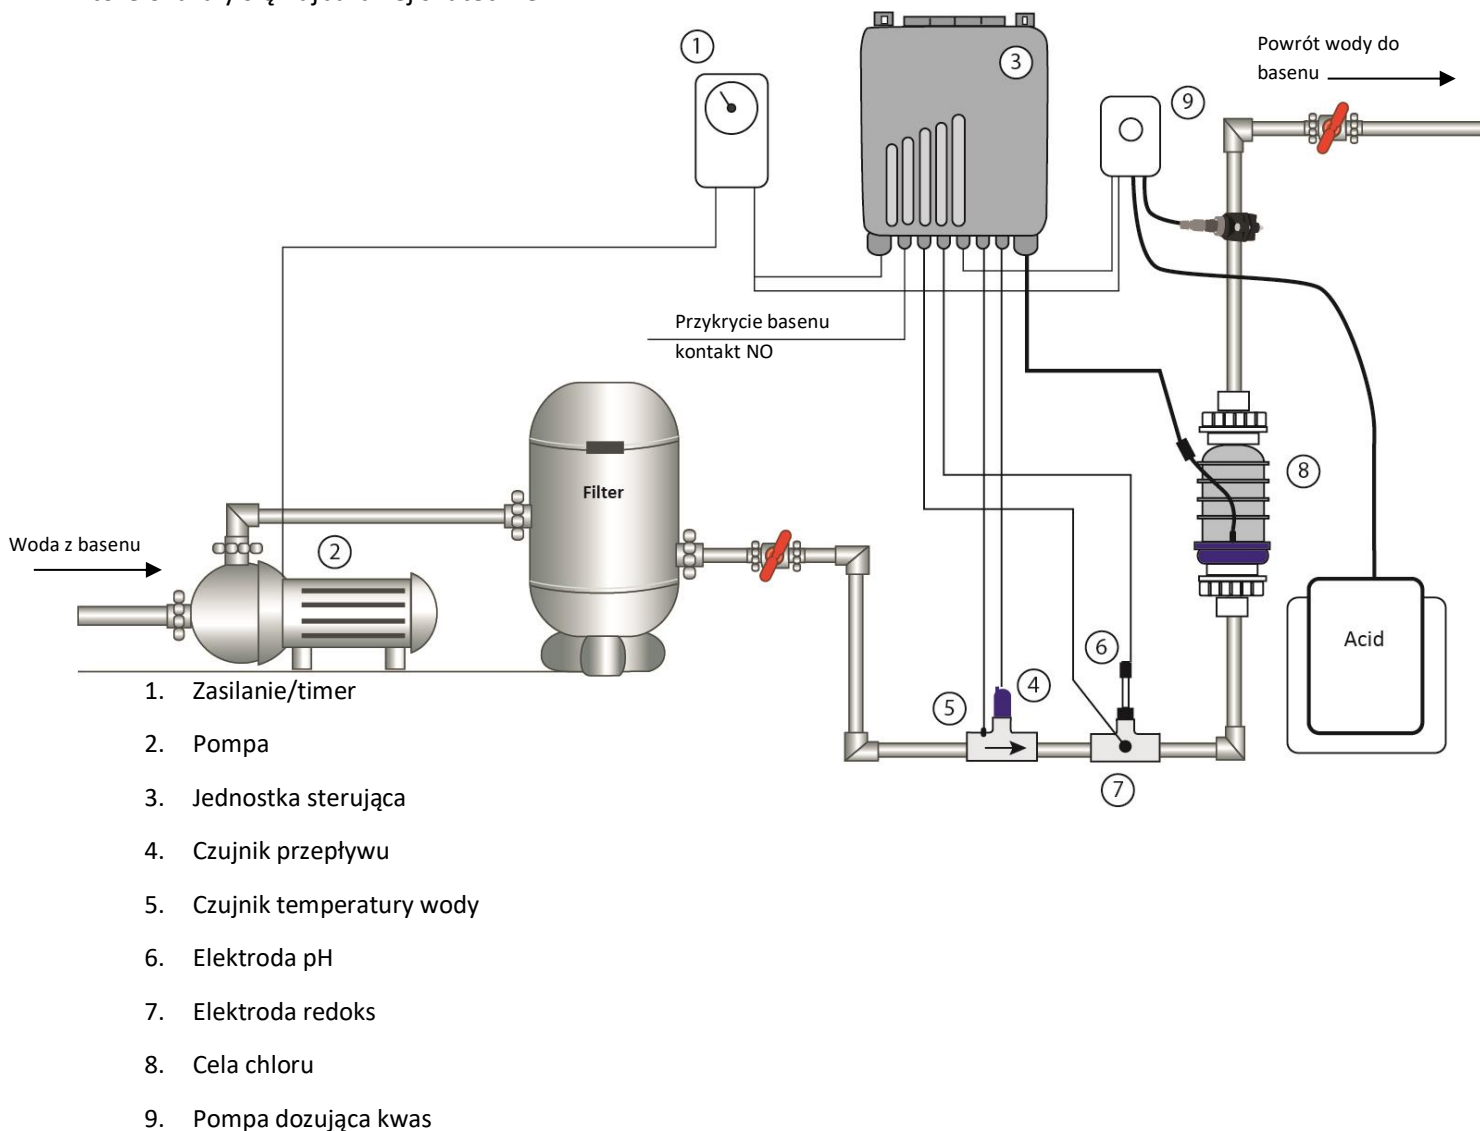 1
3
Powrót wody do
basenu
9
Przykrycie basenu
kontakt NO
Filter
8
Woda z basenu
2
Acid
6
4
5
7
1. Zasilanie/timer
2. Pompa
3. Jednostka sterująca
4. Czujnik przepływu
5. Czujnik temperatury wody
6. Elektroda pH
7. Elektroda redoks
8. Cela chloru
9. Pompa dozująca kwas